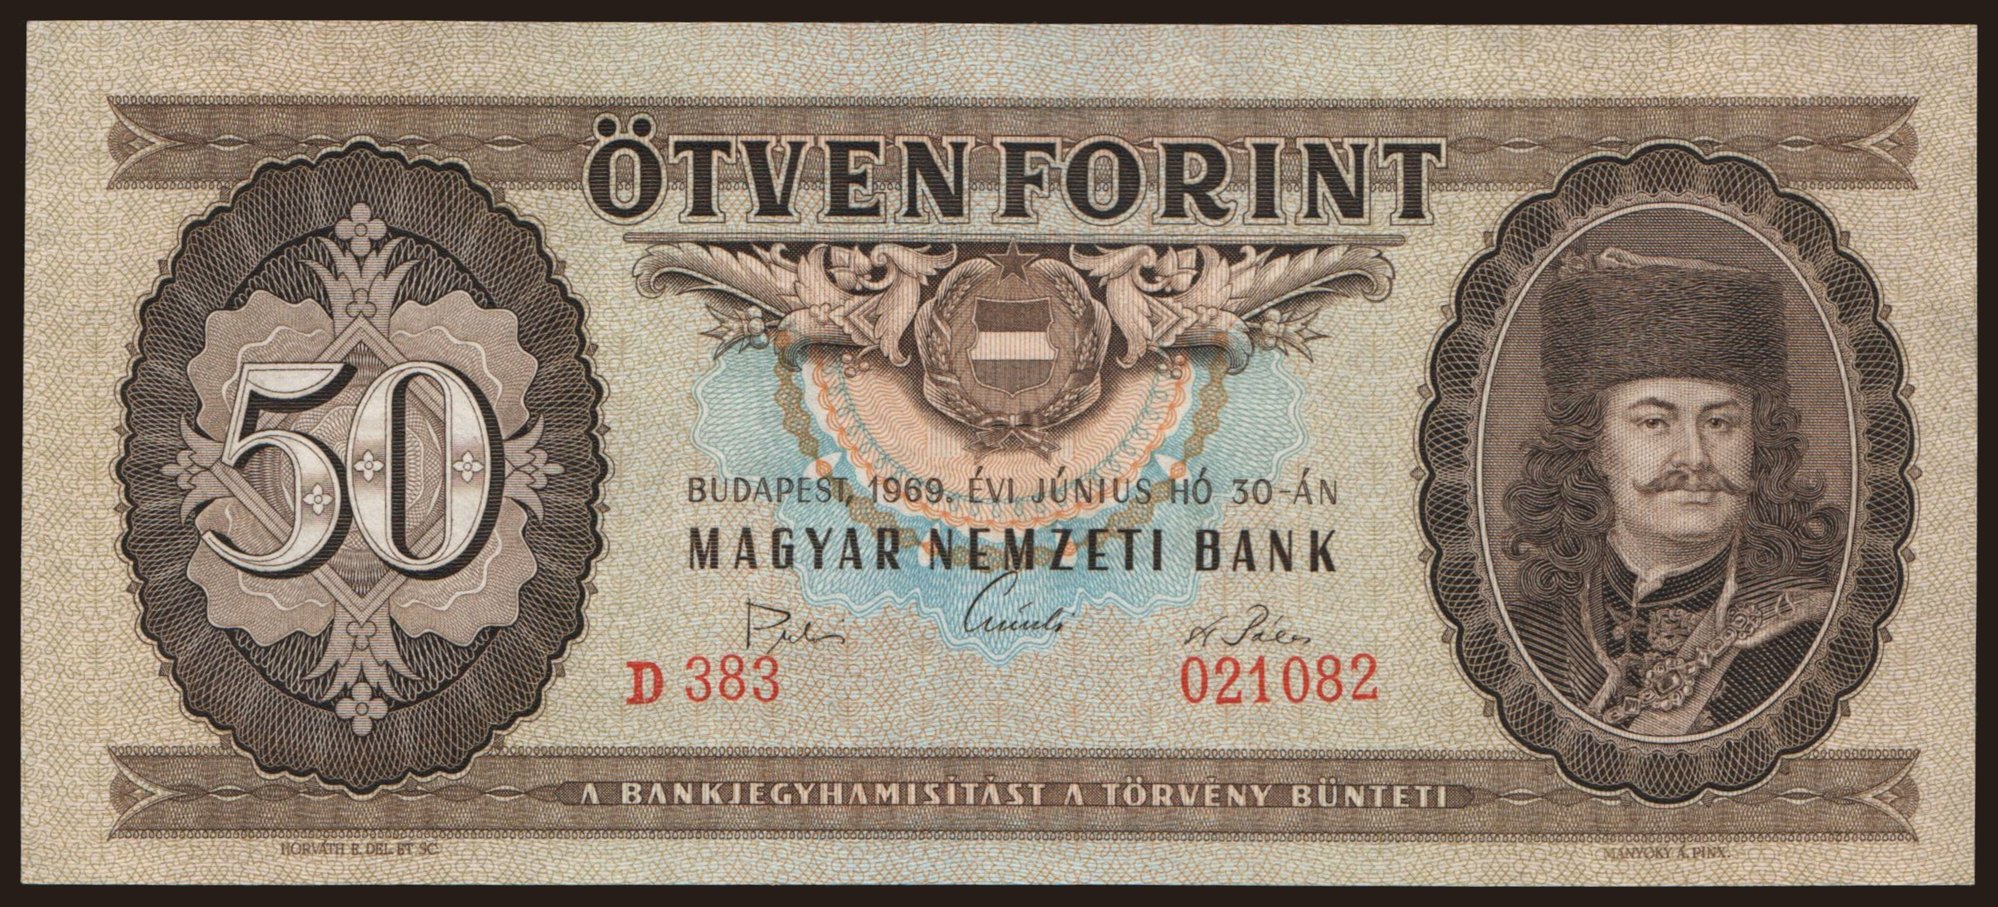 ÖTVEN FORINT
50
BUDAPEST, 1969. ÉVI JÚNIUS HÓ 30-ÁN
MAGYAR NEMZETI BANK
D 383
021082
A BANKJEGYHAMISÍTÁST A TÖRVÉNY BÜNTETI
HORVÁTH E. DEL. ET SC.
MÁNYOKY Á. PINX.